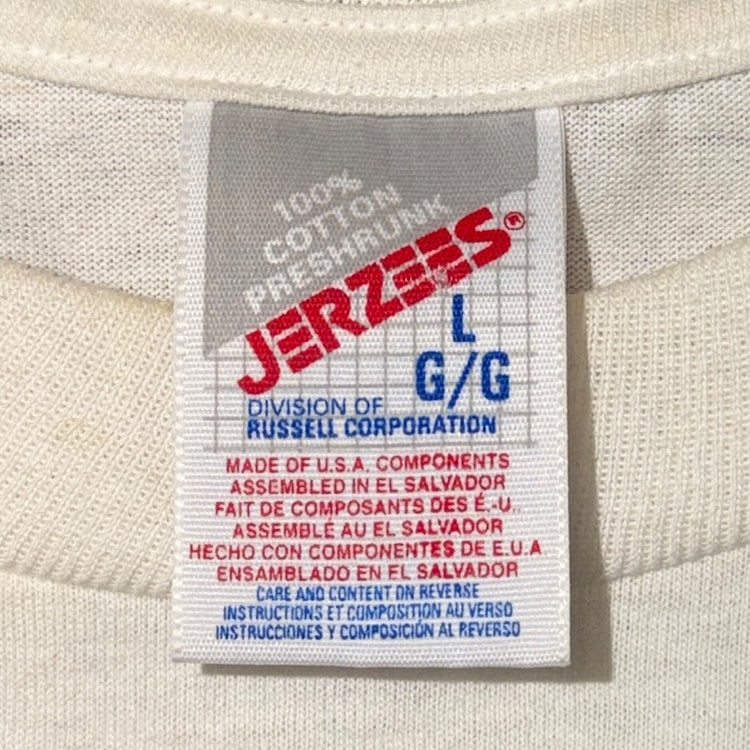 100%
COTTON
PRESHRUNK
JERZEES®
L
G/G
DIVISION OF
RUSSELL CORPORATION
MADE OF U.S.A. COMPONENTS
ASSEMBLED IN EL SALVADOR
FAIT DE COMPOSANTS DES É.-U.
ASSEMBLÉ AU EL SALVADOR
HECHO CON COMPONENTES DE E.U.A
ENSAMBLADO EN EL SALVADOR
CARE AND CONTENT ON REVERSE
INSTRUCTIONS ET COMPOSITION AU VERSO
INSTRUCCIONES Y COMPOSICIÓN AL REVERSO